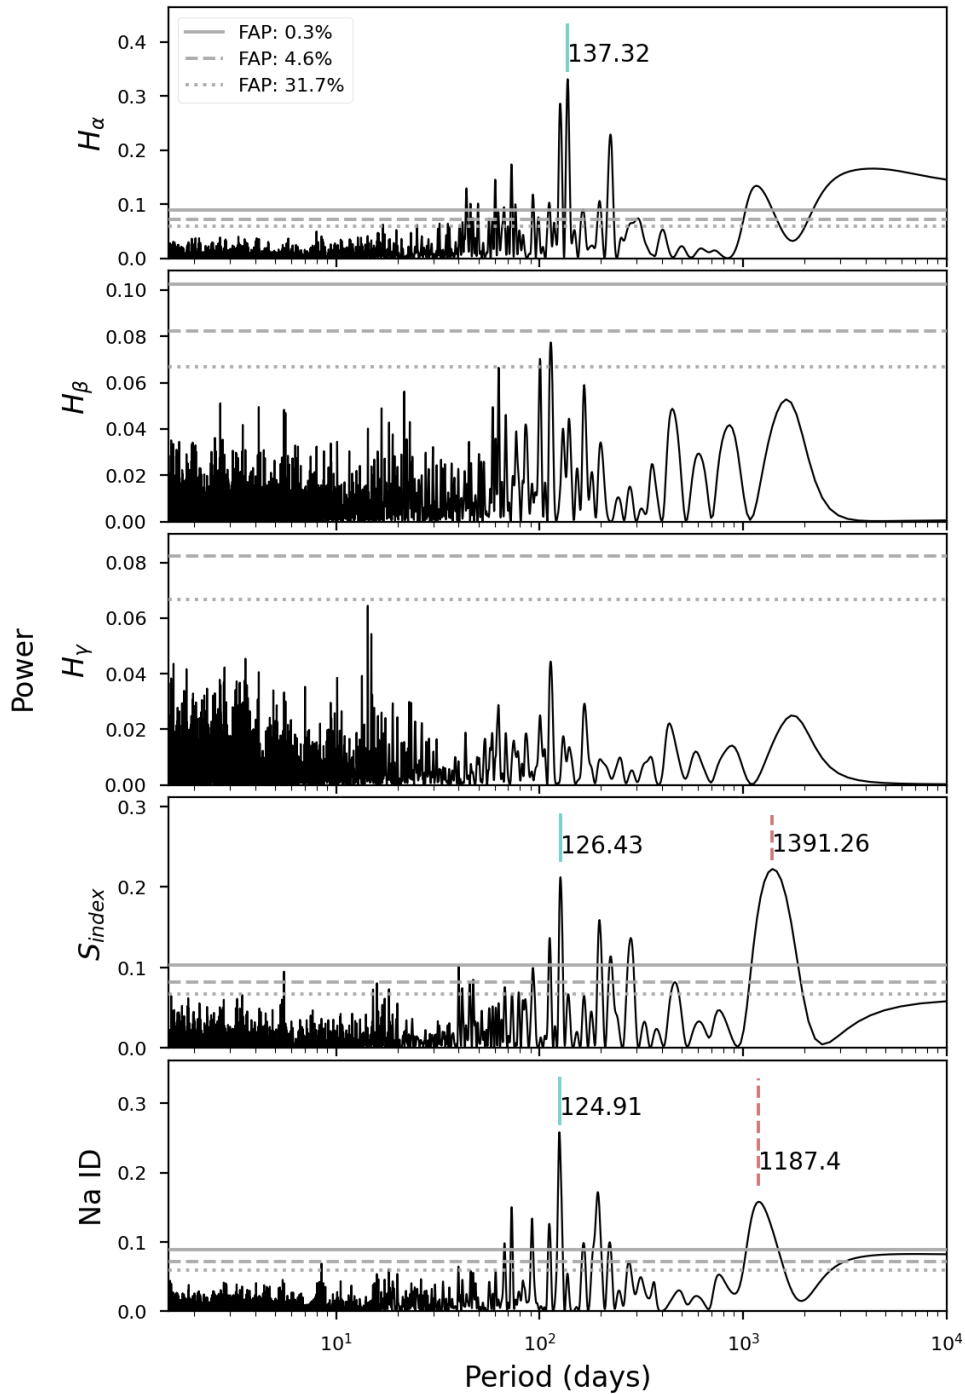 FAP: 0.3%
FAP: 4.6%
FAP: 31.7%
137.32
0.4
0.3
0.2
0.1
0.0
Hα
0.10
0.08
0.06
0.04
0.02
0.00
Hβ
0.08
0.06
0.04
0.02
0.00
Hγ
Power
126.43
1391.26
0.3
0.2
0.1
0.0
Sindex
124.91
1187.4
0.3
0.2
0.1
0.0
Na ID
10¹ 10² 10³ 10⁴
Period (days)